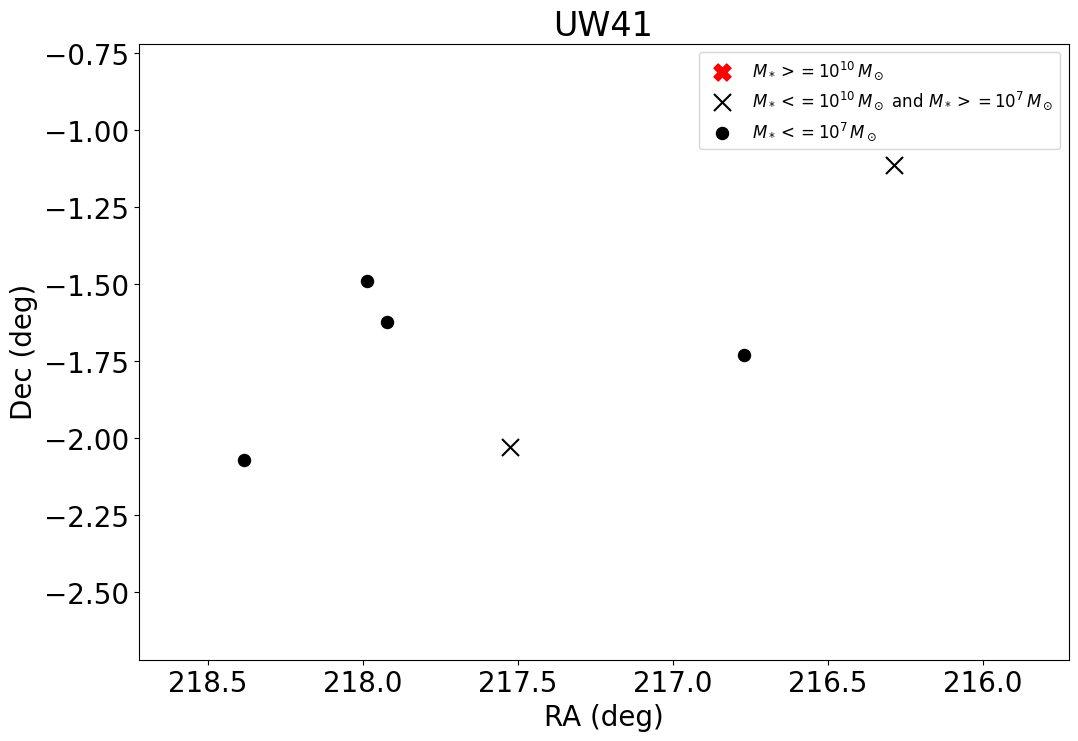 UW41
M* >= 10^10 M⊙
M* <= 10^10 M⊙ and M* >= 10^7 M⊙
M* <= 10^7 M⊙
−0.75
−1.00
−1.25
−1.50
−1.75
−2.00
−2.25
−2.50
Dec (deg)
218.5 218.0 217.5 217.0 216.5 216.0
RA (deg)